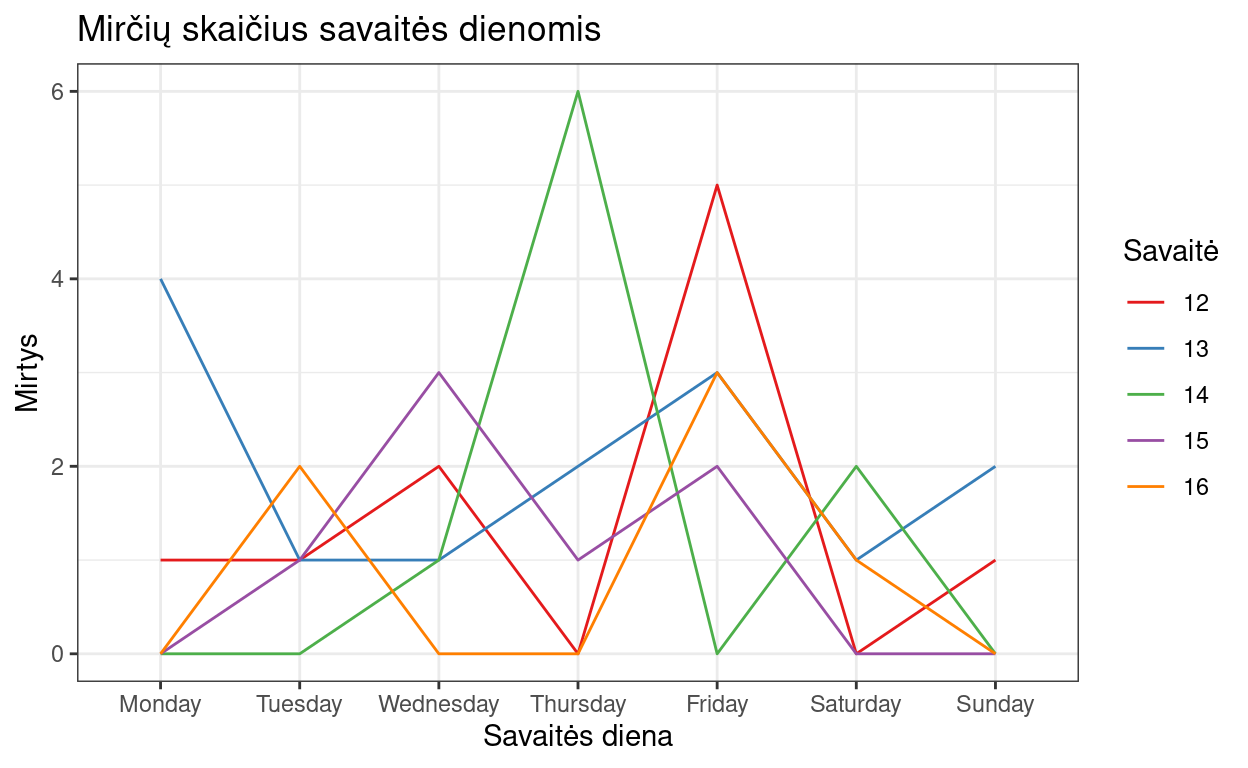 Mirčių skaičius savaitės dienomis
6
4
2
0
Mirtys
Monday Tuesday Wednesday Thursday Friday Saturday Sunday
Savaitės diena
Savaitė
12
13
14
15
16